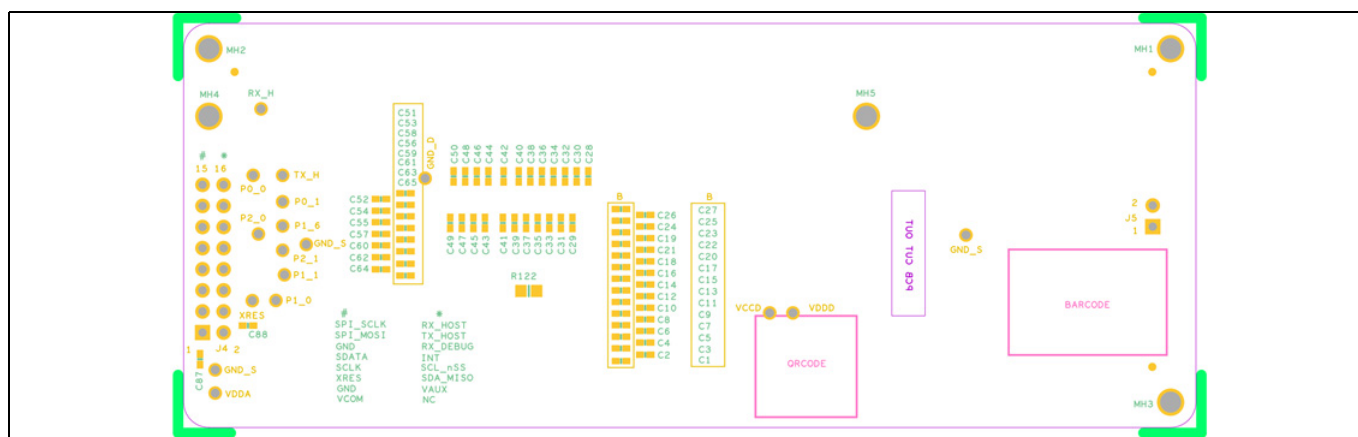 MH2
MH1
RX_H
MH4
MH5
C51
C53
C58
C56
C59
C61
C63
C65
GND_D
C50 C48 C46 C44 C42 C40 C38 C36 C34 C32 C30 C28
# *
15 16
P0_0
TX_H
P0_1
P2_0
P1_6
GND_S
P2_1
P1_1
P1_0
XRES
C88
1 J4 2
C87
GND_S
VDDA
C52
C54
C55
C57
C60
C62
C64
C49 C47 C45 C43 C41 C39 C37 C35 C33 C31 C29
R122
#
SPI_SCLK
SPI_MOSI
GND
SDATA
SCLK
XRES
GND
VCOM
*
RX_HOST
TX_HOST
RX_DEBUG
INT
SCL_nSS
SDA_MISO
VAUX
NC
B
C26
C24
C19
C21
C18
C16
C14
C12
C10
C8
C6
C4
C2
B
C27
C25
C23
C22
C20
C17
C15
C13
C11
C9
C7
C5
C3
C1
PCB CUT OUT
GND_S
2
J5
1
VCCD
VDDD
QRCODE
BARCODE
MH3